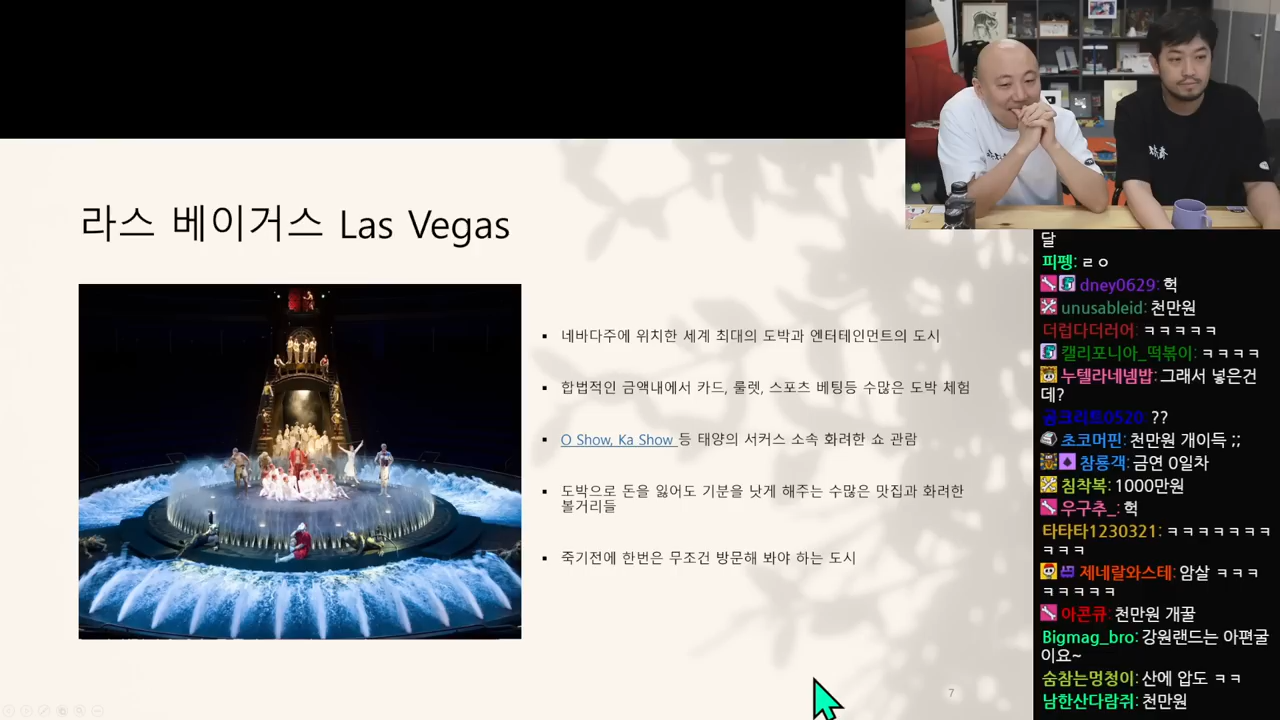 라스 베이거스 Las Vegas
네바다주에 위치한 세계 최대의 도박과 엔터테인먼트의 도시
합법적인 금액내에서 카드, 룰렛, 스포츠 베팅등 수많은 도박 체험
O Show, Ka Show 등 태양의 서커스 소속 화려한 쇼 관람
도박으로 돈을 잃어도 기분을 낫게 해주는 수많은 맛집과 화려한
볼거리들
죽기전에 한번은 무조건 방문해 봐야 하는 도시
7
달
피펭: ㄹㅇ
dney0629: 헉
unusableid: 천만원
더럽다더러어: ㅋㅋㅋㅋㅋ
캘리포니아_떡볶이: ㅋㅋㅋㅋ
누텔라네넴밥: 그래서 넣은건
데?
곰크리트0520: ??
초코머핀: 천만원 개이득 ;;
참룡객: 금연 0일차
침착복: 1000만원
우구추_: 헉
타타타1230321: ㅋㅋㅋㅋㅋㅋㅋ
ㅋㅋㅋ
제네랄와스테: 암살 ㅋㅋㅋ
ㅋㅋㅋㅋㅋ
아콘큐: 천만원 개꿀
Bigmag_bro: 강원랜드는 아편굴
이요~
숨참는멍청이: 산에 압도 ㅋㅋ
남한산다람쥐: 천만원